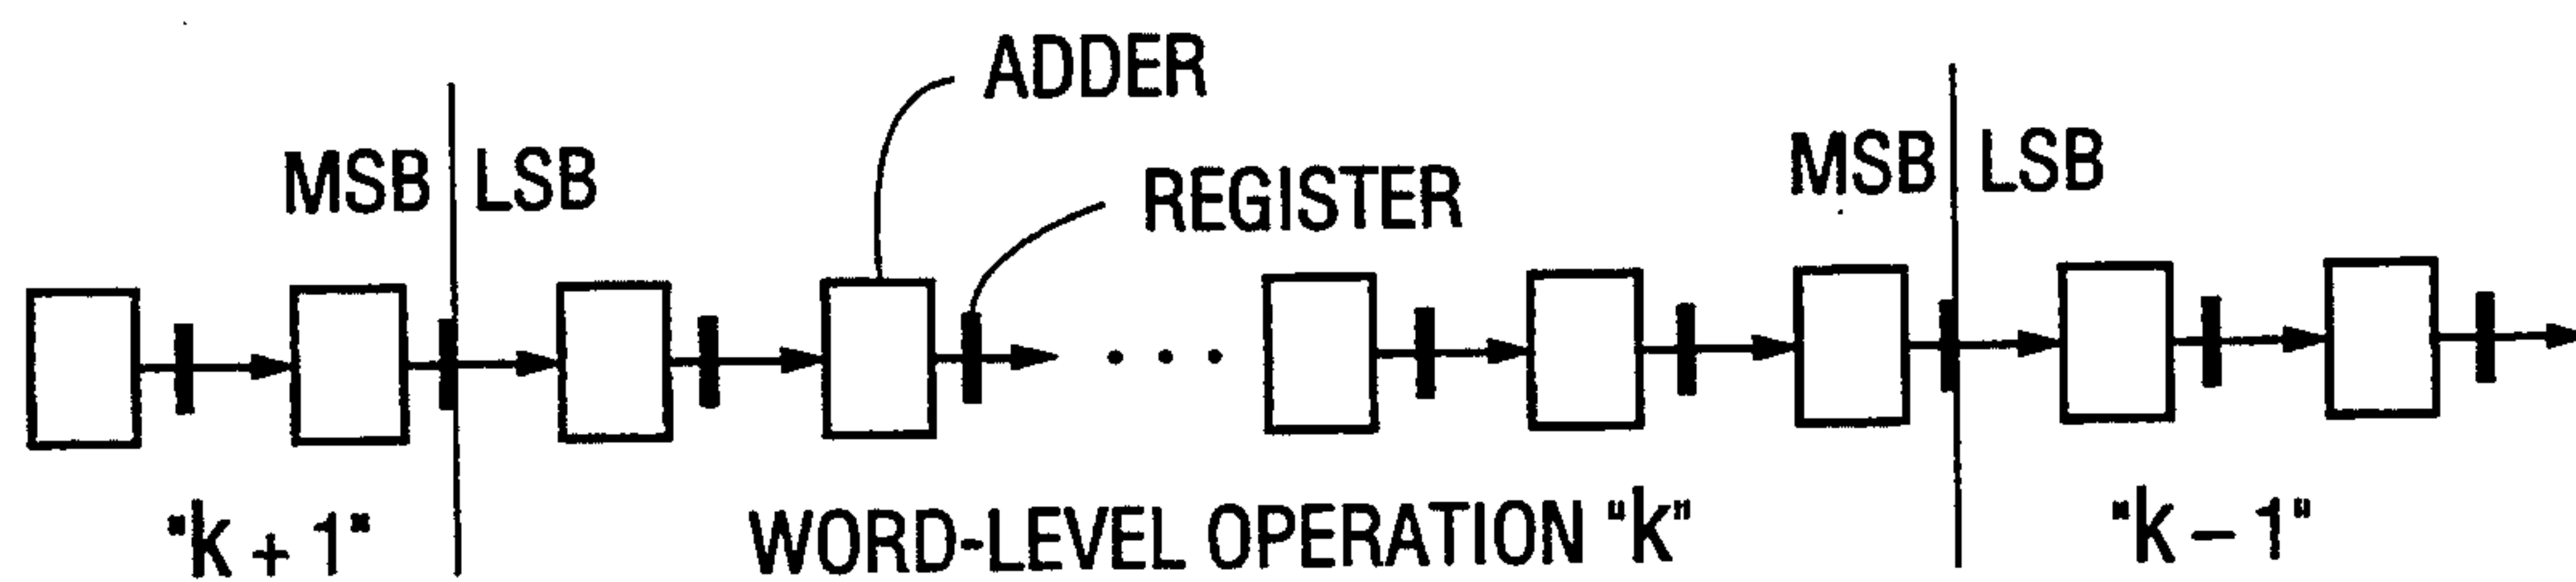 ADDER
MSB LSB
REGISTER
MSB LSB
"k + 1"
WORD-LEVEL OPERATION "k"
"k – 1"